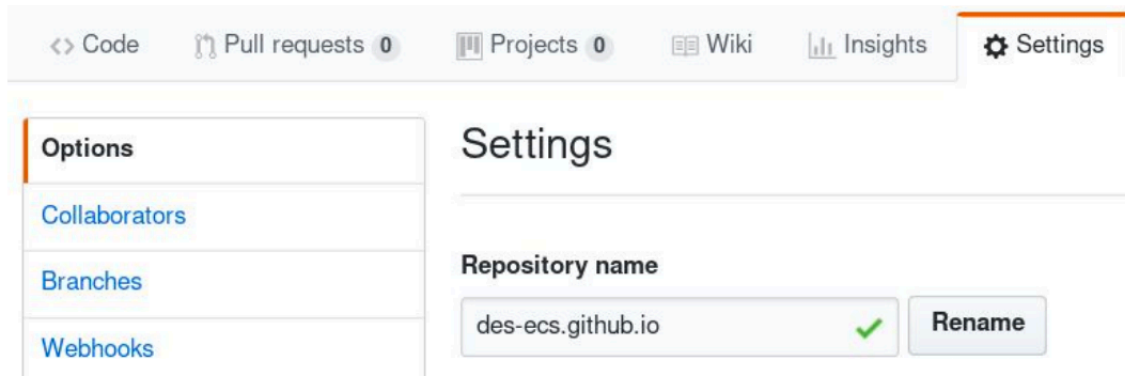 <> Code Pull requests 0 Projects 0 Wiki Insights Settings
Options
Collaborators
Branches
Webhooks
Settings
Repository name
des-ecs.github.io
Rename